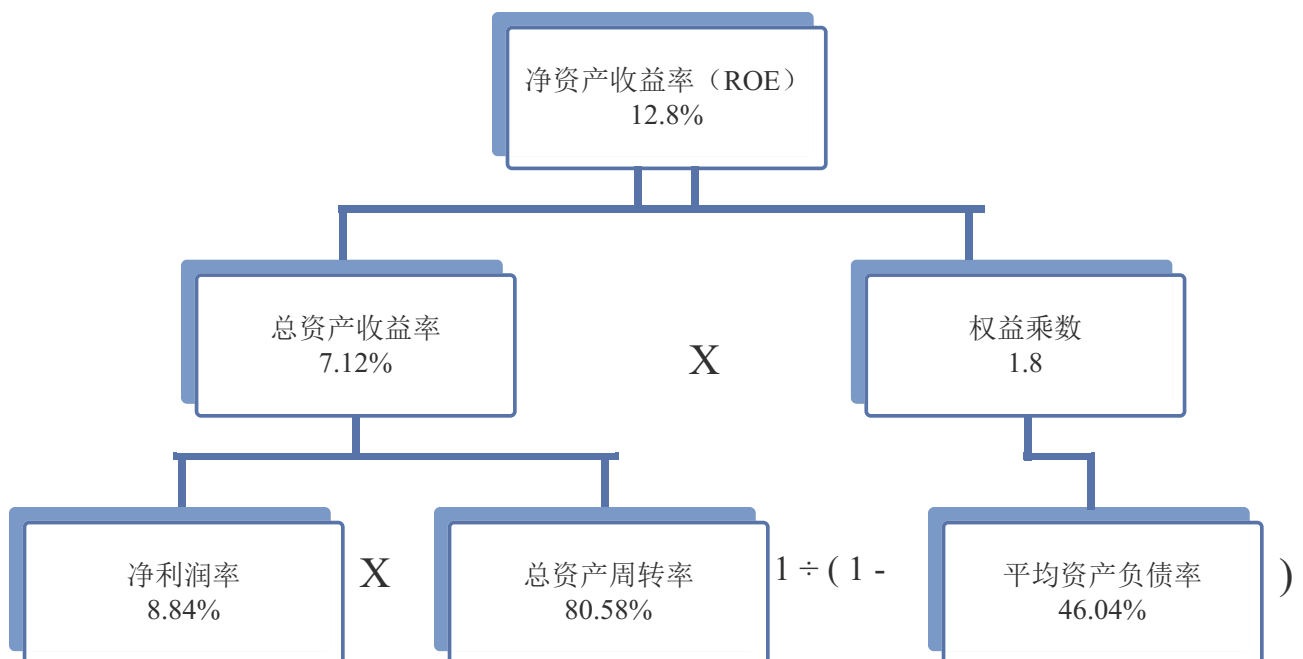 净资产收益率（ROE）
12.8%
总资产收益率
7.12%
X
权益乘数
1.8
净利润率
8.84%
X
总资产周转率
80.58%
1 ÷ ( 1 -
平均资产负债率
46.04%
)